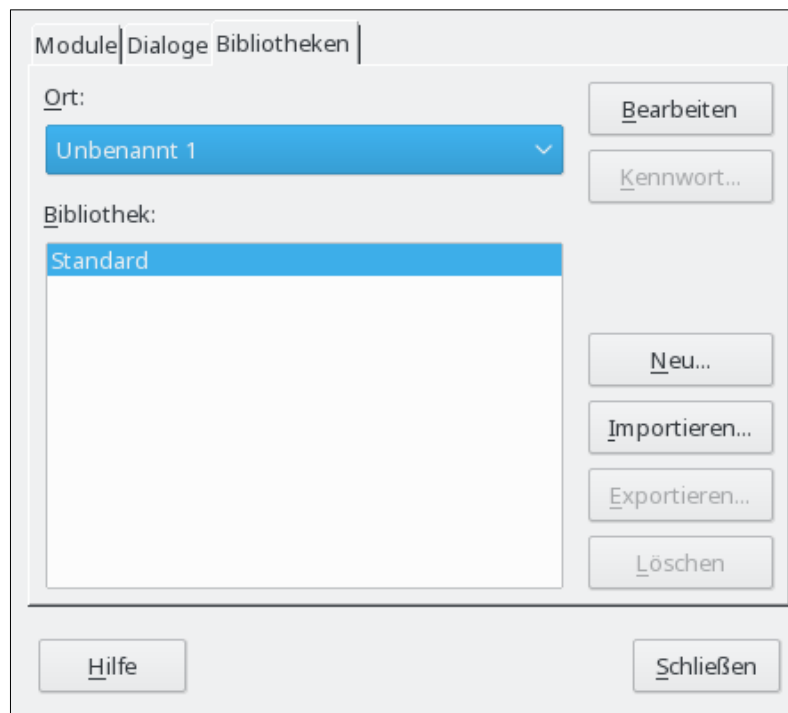 Module Dialoge Bibliotheken
Ort:
Unbenannt 1
Bibliothek:
Standard
Bearbeiten
Kennwort...
Neu...
Importieren...
Exportieren...
Löschen
Hilfe
Schließen